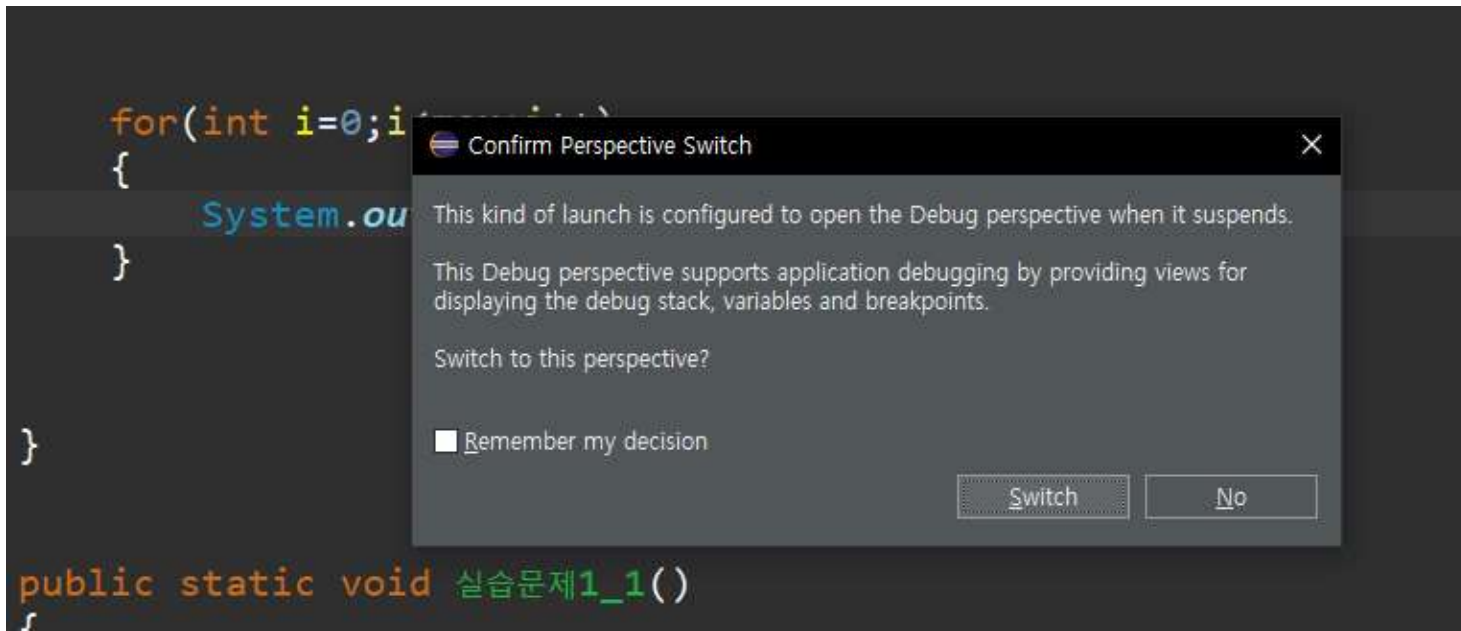 for(int i=0;i
Confirm Perspective Switch
{
This kind of launch is configured to open the Debug perspective when it suspends.
System.ou
}
This Debug perspective supports application debugging by providing views for
displaying the debug stack, variables and breakpoints.
Switch to this perspective?
Remember my decision
}
Switch No
public static void 실습문제1_1()
{